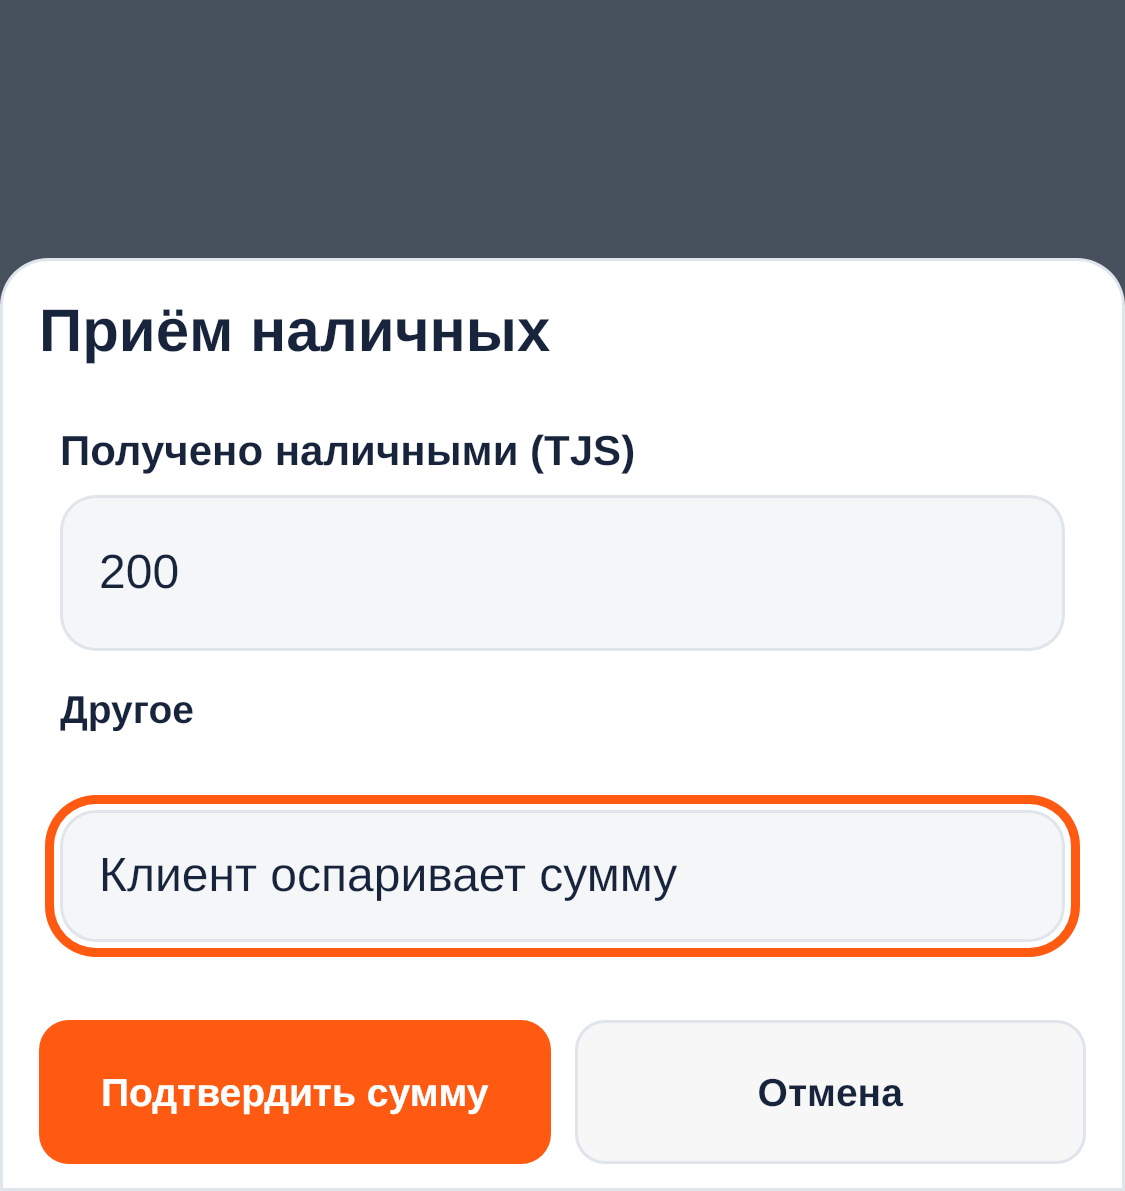 Приём наличных
Получено наличными (TJS)
200
Другое
Клиент оспаривает сумму
Подтвердить сумму
Отмена